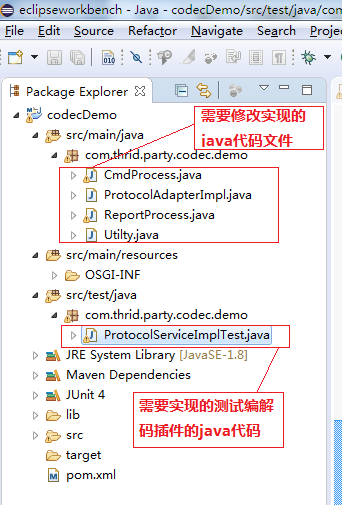 eclipseworkbench - Java - codecDemo/src/test/java/com
File Edit Source Refactor Navigate Search Projec
Package Explorer
codecDemo
src/main/java
com.thrid.party.codec.demo
CmdProcess.java
ProtocolAdapterImpl.java
ReportProcess.java
Utilty.java
src/main/resources
OSGI-INF
src/test/java
com.thrid.party.codec.demo
ProtocolServiceImplTest.java
JRE System Library [JavaSE-1.8]
Maven Dependencies
JUnit 4
lib
src
target
pom.xml
需要修改实现的
java代码文件
需要实现的测试编解
码插件的java代码